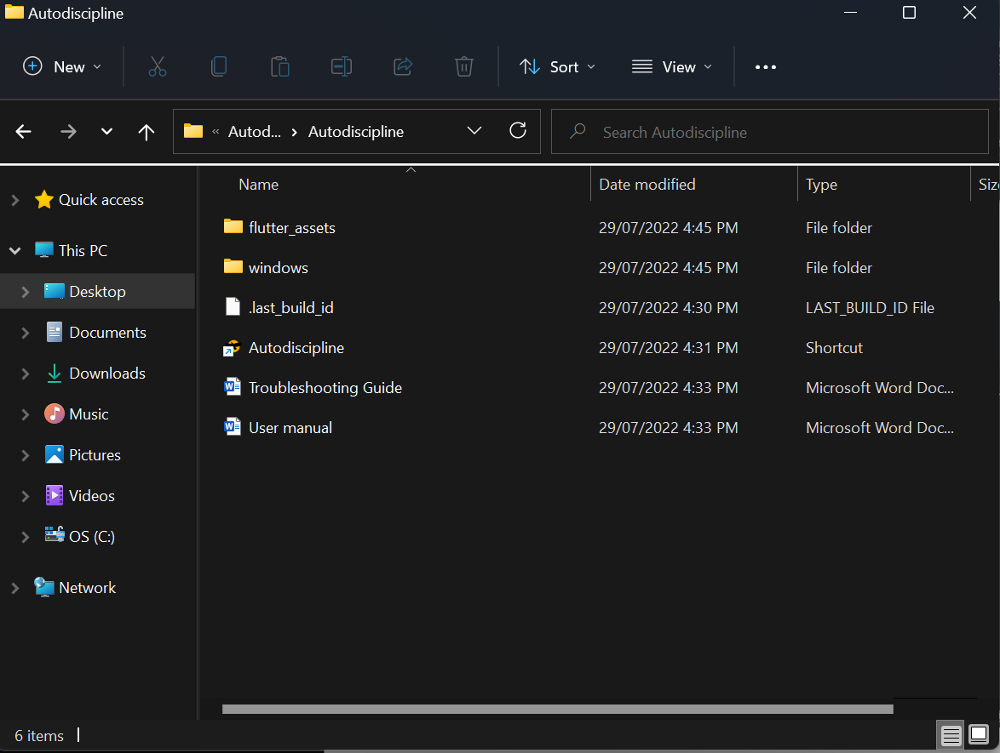 Autodiscipline
New Sort View
« Autod... › Autodiscipline Search Autodiscipline
Name Date modified Type Siz
Quick access
This PC
Desktop
Documents
Downloads
Music
Pictures
Videos
OS (C:)
Network
flutter_assets 29/07/2022 4:45 PM File folder
windows 29/07/2022 4:45 PM File folder
.last_build_id 29/07/2022 4:30 PM LAST_BUILD_ID File
Autodiscipline 29/07/2022 4:31 PM Shortcut
Troubleshooting Guide 29/07/2022 4:33 PM Microsoft Word Doc...
User manual 29/07/2022 4:33 PM Microsoft Word Doc...
6 items